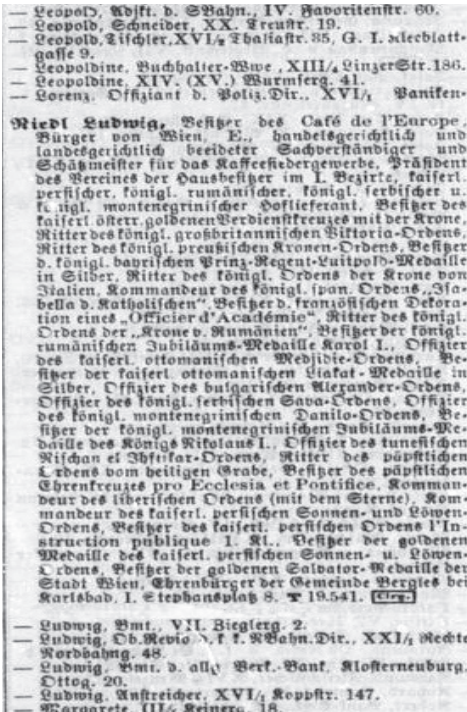 — Leopold, Adjkt. d. SBahn., IV. Favoritenstr. 60.
— Leopold, Schneider, XX. Treustr. 19.
— Leopold, Tischler, XVI/2 Thaliastr. 35, G. I. Kleeblatt-
gasse 9.
— Leopoldine, Buchhalter-Wwe, XIII/4 LinzerStr. 186.
— Leopoldine, XIV. (XV.) Wurmserg. 41.
— Lorenz, Offiziant d. Poliz. Dir., XVI/1 Paniken-
Riedl Ludwig, Besitzer des Café de l'Europe,
Bürger von Wien, E., handelsgerichtlich und
landesgerichtlich beeideter Sachverständiger und
Schätzmeister für das Kaffeesiedergewerbe, Präsident
des Vereines der Hausbesitzer im I. Bezirke, kaiserl.
persischer, königl. rumänischer, königl. serbischer u.
königl. montenegrinischer Hoflieferant, Besitzer des
kaiserl. österr. goldenen Verdienstkreuzes mit der Krone,
Ritter des königl. großbritannischen Viktoria-Ordens,
Ritter des königl. preußischen Kronen-Ordens, Besitzer
d. königl. bayrischen Prinz-Regent-Luitpold-Medaille
in Silber, Ritter des königl. Ordens der Krone von
Italien, Kommandeur des königl. span. Ordens „Isa-
bella d. Katholischen", Besitzer d. französischen Dekora-
tion eines „Officier d'Académie", Ritter des königl.
Ordens der „Krone v. Rumänien", Besitzer der königl.
rumänischen Jubiläums-Medaille Karol I., Offizier
des kaiserl. ottomanischen Medjidie-Ordens, Be-
sitzer der kaiserl. ottomanischen Liakat-Medaille in
Silber, Offizier des bulgarischen Alexander-Ordens,
Offizier des königl. serbischen Sava-Ordens, Offizier
des königl. montenegrinischen Danilo-Ordens, Be-
sitzer der königl. montenegrinischen Jubiläums-Me-
daille des Königs Nikolaus I., Offizier des tunesischen
Nischan el Iftikar-Ordens, Ritter des päpstlichen
Ordens vom heiligen Grabe, Besitzer des päpstlichen
Ehrenkreuzes pro Ecclesia et Pontifice, Komman-
deur des liberischen Ordens (mit dem Sterne), Kom-
mandeur des kaiserl. persischen Sonnen- und Löwen-
Ordens, Besitzer des kaiserl. persischen Ordens l'In-
struction publique 1. Kl., Besitzer der goldenen
Medaille des kaiserl. persischen Sonnen- u. Löwen-
Ordens, Besitzer der goldenen Salvator-Medaille der
Stadt Wien, Ehrenbürger der Gemeinde Bergles bei
Karlsbad, I. Stephansplatz 8. T 19.541.
— Ludwig, Bmt., VII. Zieglerg. 2.
— Ludwig, Ob. d. k. k. NBahn. Dir., XXI/1 Rechte
Nordbahng. 48.
— Ludwig, Bmt. d. allg. Verk.-Bank, Klosterneuburg,
Ottog. 20.
— Ludwig, Anstreicher, XVI/1 Koppstr. 147.
— Margarete, III/4 Keinerg. 18.